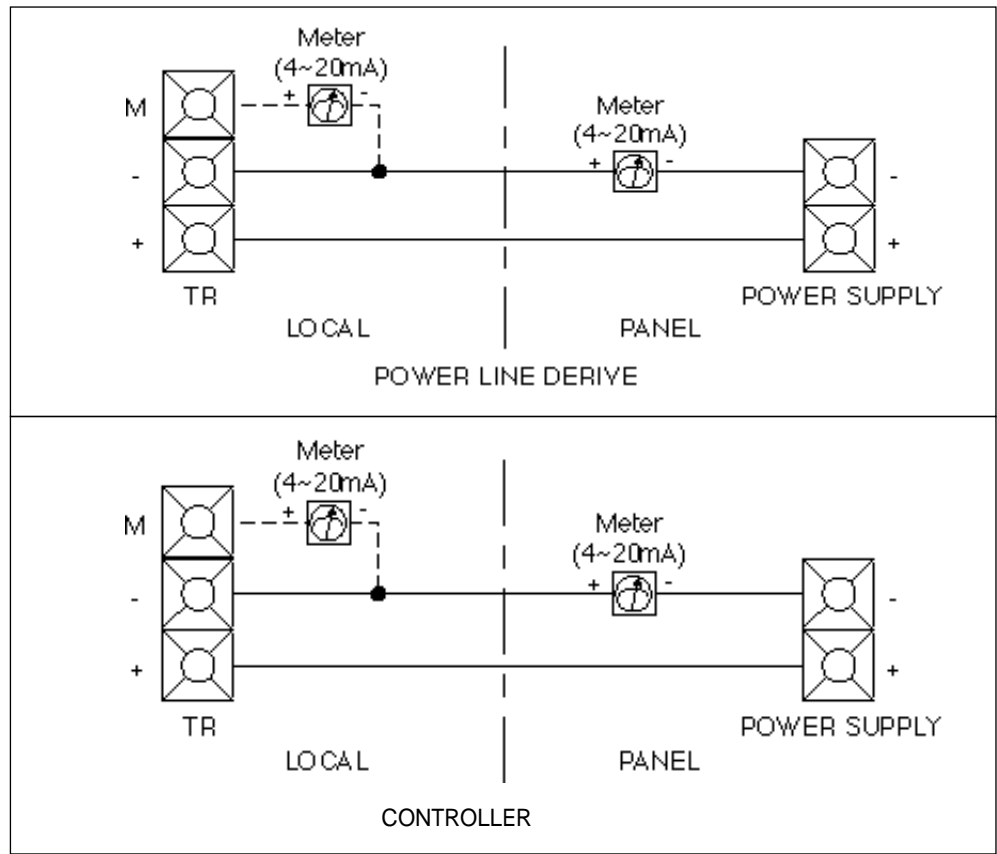 Meter
(4~20mA)
M + -
Meter
(4~20mA)
- + - -
+ +
TR POWER SUPPLY
LOCAL PANEL
POWER LINE DERIVE
Meter
(4~20mA)
M + -
Meter
(4~20mA)
- + - -
+ +
TR POWER SUPPLY
LOCAL PANEL
CONTROLLER